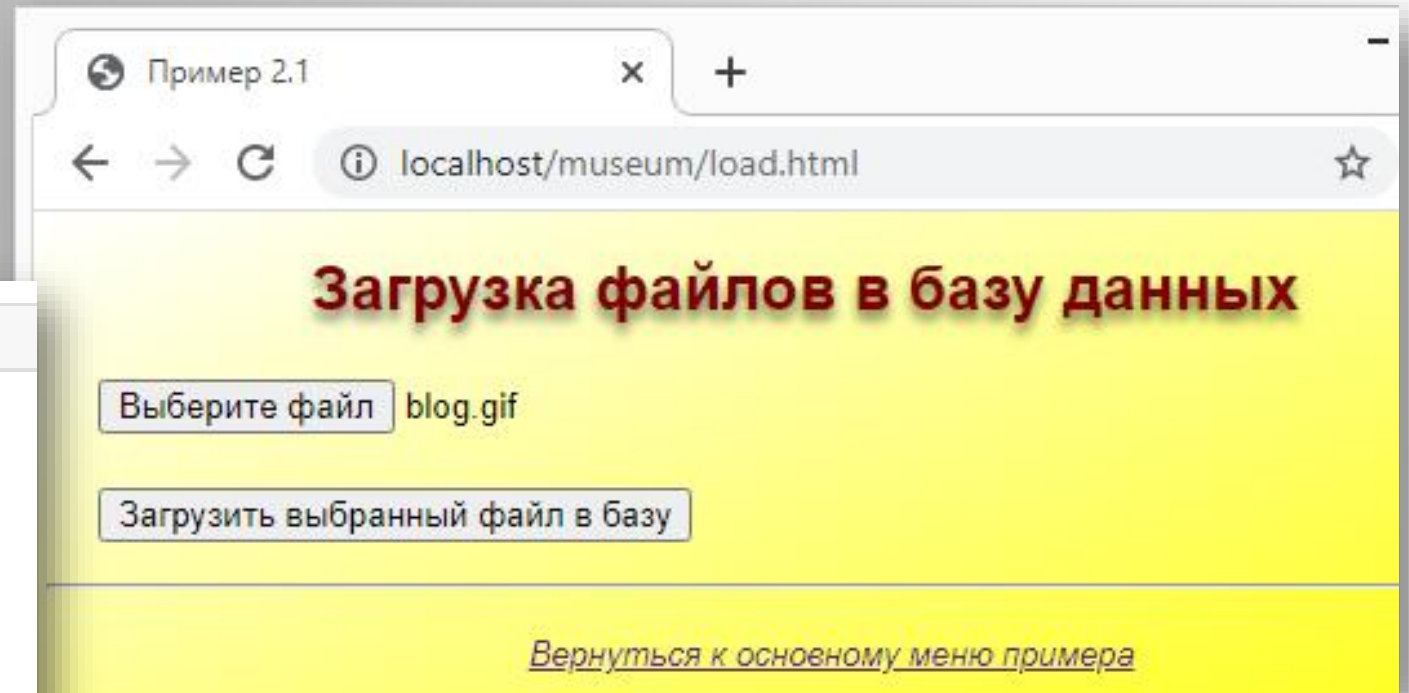 Пример 2.1
localhost/museum/load.html
Загрузка файлов в базу данных
Выберите файл blog.gif
Загрузить выбранный файл в базу
Вернуться к основному меню примера